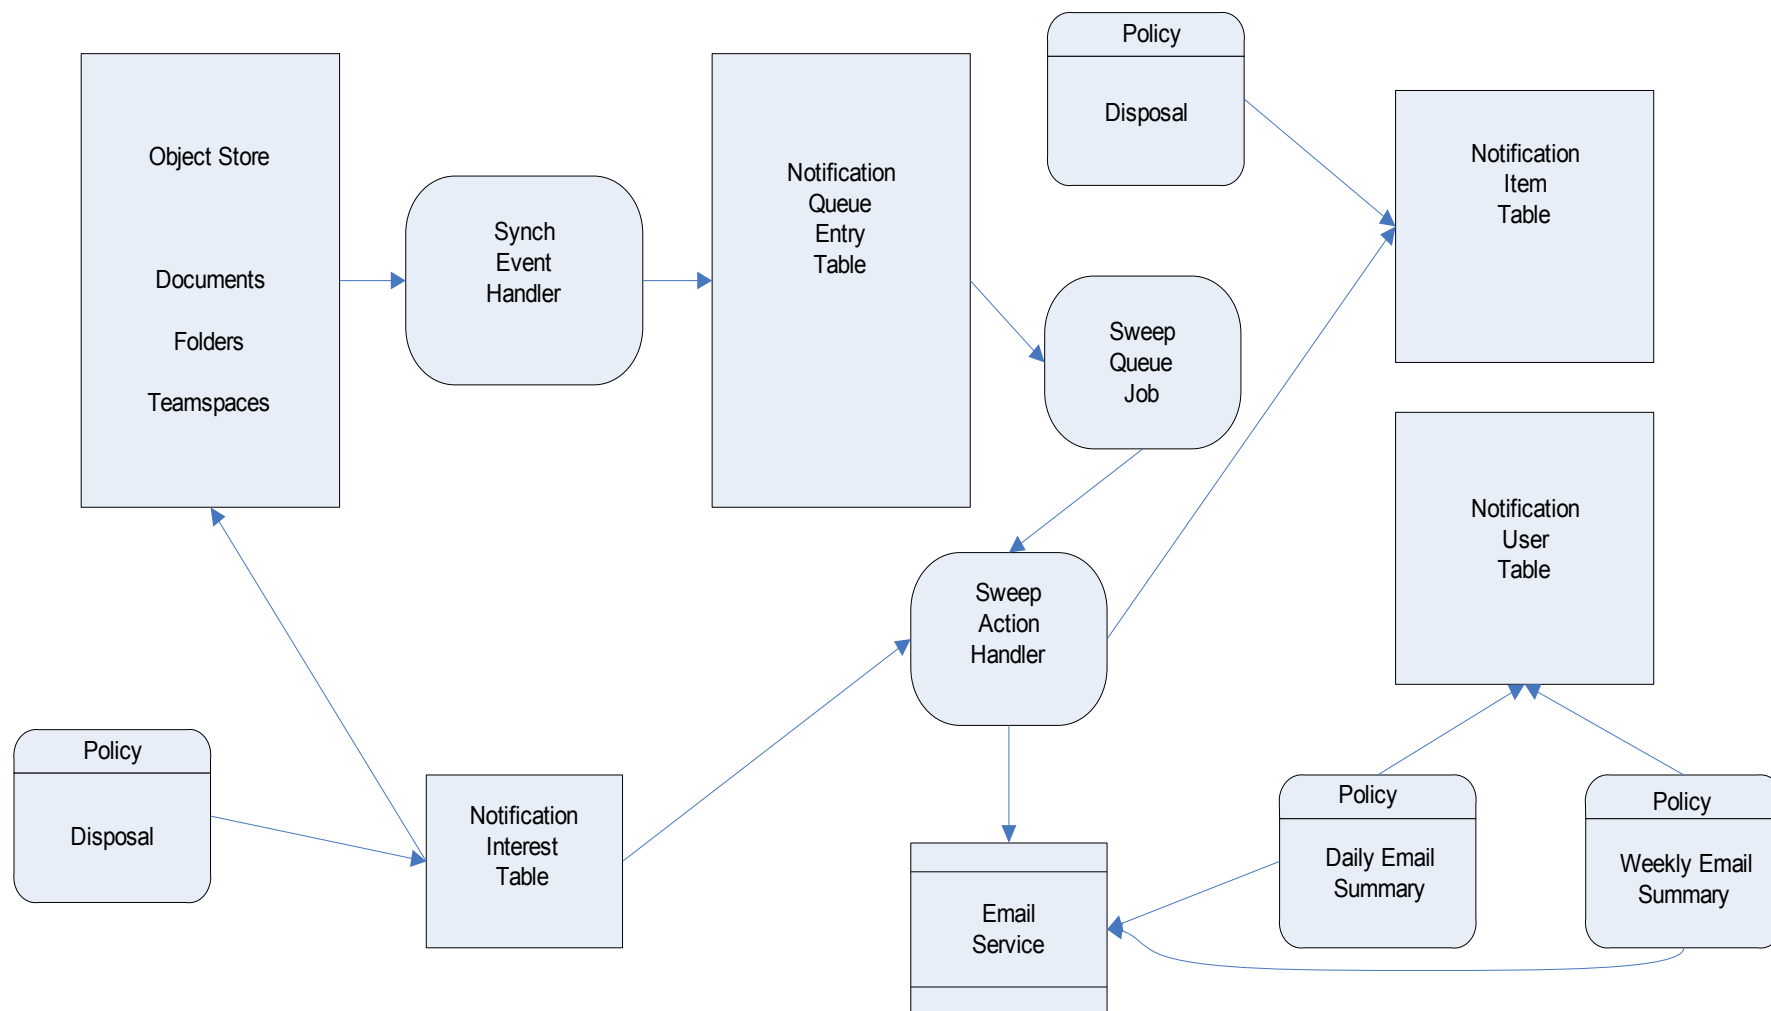 Object Store
Documents
Folders
Teamspaces
Synch
Event
Handler
Notification
Queue
Entry
Table
Policy
Disposal
Notification
Item
Table
Sweep
Queue
Job
Notification
User
Table
Sweep
Action
Handler
Policy
Disposal
Notification
Interest
Table
Email
Service
Policy
Daily Email
Summary
Policy
Weekly Email
Summary